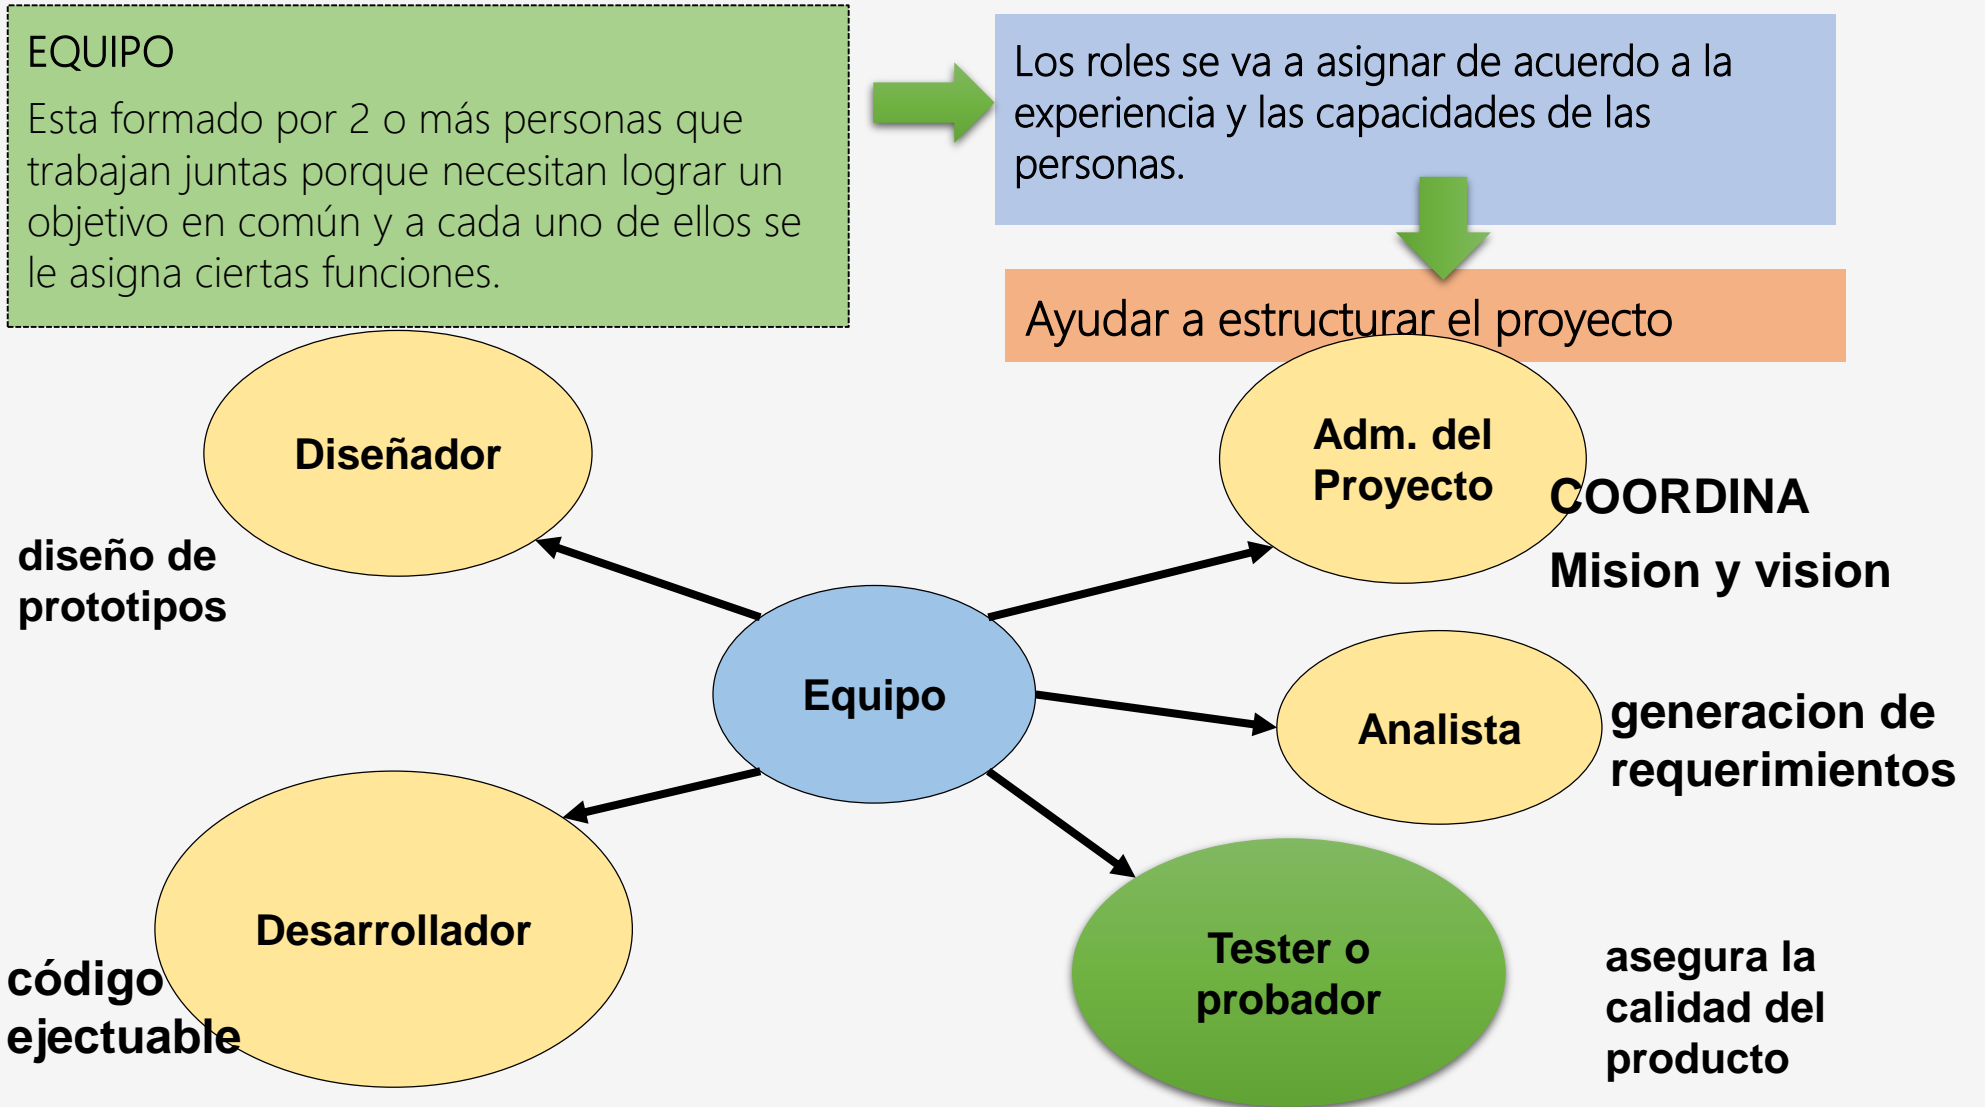 EQUIPO
Esta formado por 2 o más personas que
trabajan juntas porque necesitan lograr un
objetivo en común y a cada uno de ellos se
le asigna ciertas funciones.
Los roles se va a asignar de acuerdo a la
experiencia y las capacidades de las
personas.
Ayudar a estructurar el proyecto
Diseñador
diseño de
prototipos
Adm. del
Proyecto
COORDINA
Mision y vision
Equipo
Analista
generacion de
requerimientos
Desarrollador
código
ejectuable
Tester o
probador
asegura la
calidad del
producto